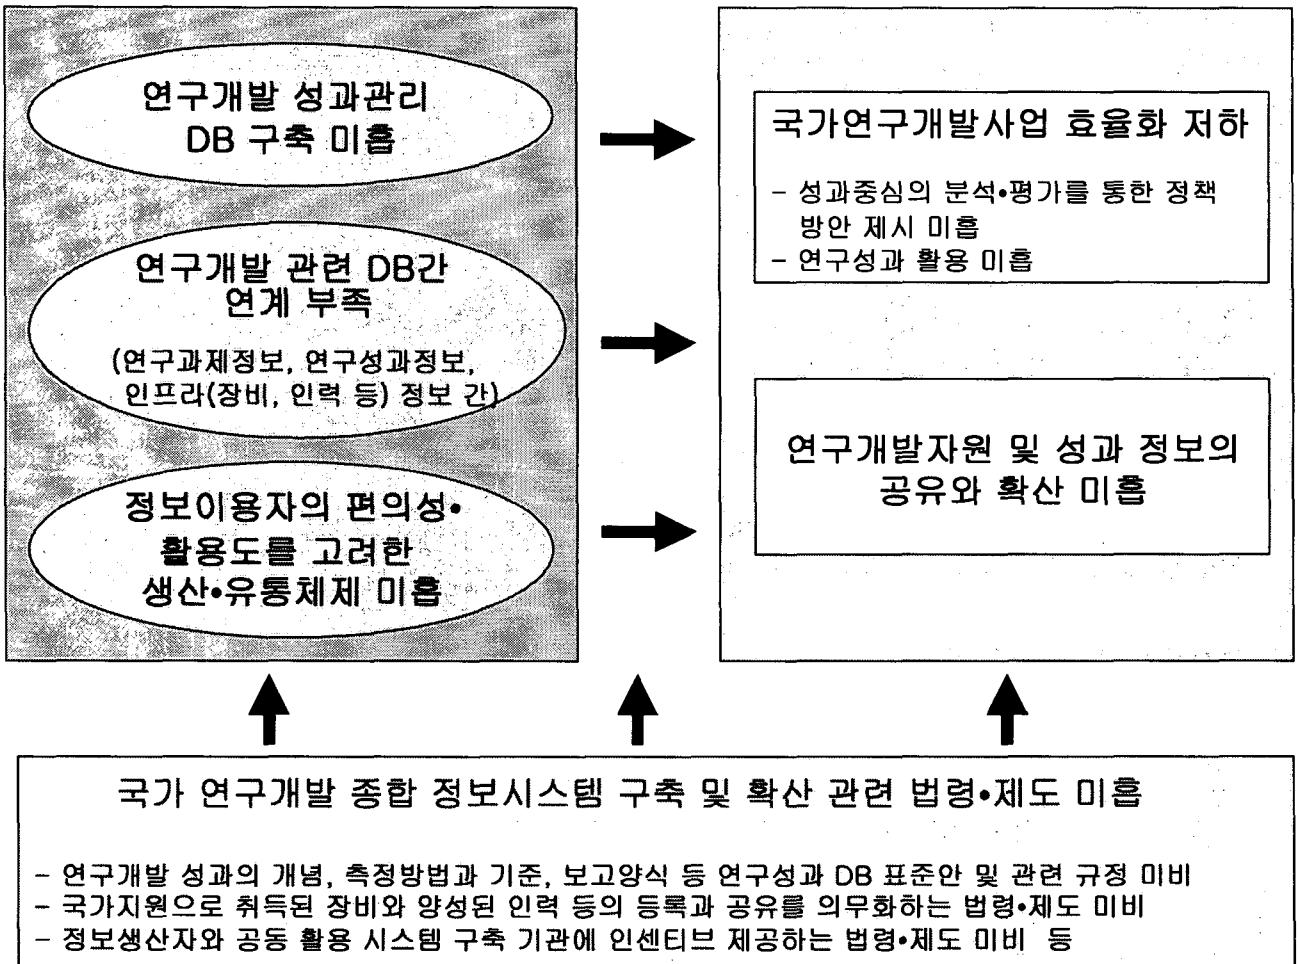 연구개발 성과관리
DB 구축 미흡
연구개발 관련 DB간
연계 부족
(연구과제정보, 연구성과정보,
인프라(장비, 인력 등) 정보 간)
정보이용자의 편의성•
활용도를 고려한
생산•유통체제 미흡
국가연구개발사업 효율화 저하
- 성과중심의 분석•평가를 통한 정책
방안 제시 미흡
- 연구성과 활용 미흡
연구개발자원 및 성과 정보의
공유와 확산 미흡
국가 연구개발 종합 정보시스템 구축 및 확산 관련 법령•제도 미흡
- 연구개발 성과의 개념, 측정방법과 기준, 보고양식 등 연구성과 DB 표준안 및 관련 규정 미비
- 국가지원으로 취득된 장비와 양성된 인력 등의 등록과 공유를 의무화하는 법령•제도 미비
- 정보생산자와 공동 활용 시스템 구축 기관에 인센티브 제공하는 법령•제도 미비 등